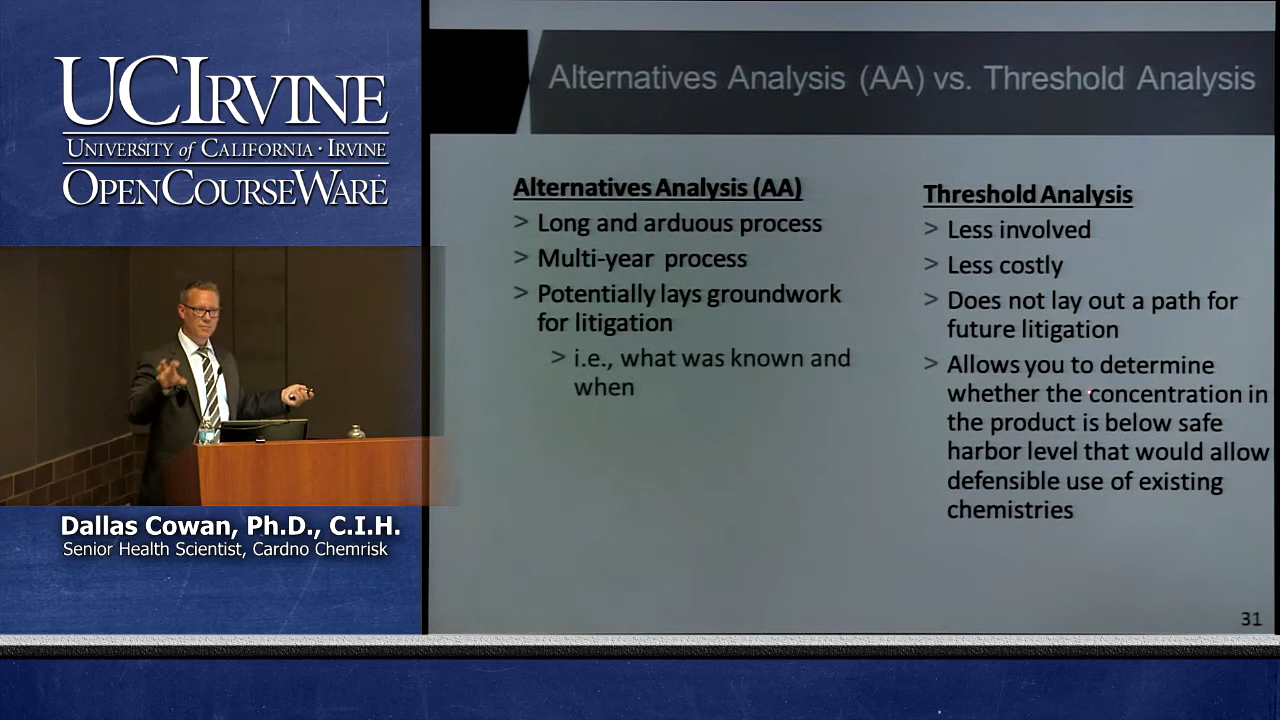 UCIRVINE
UNIVERSITY of CALIFORNIA · IRVINE
OPENCOURSEWARE
Dallas Cowan, Ph.D., C.I.H.
Senior Health Scientist, Cardno Chemrisk
Alternatives Analysis (AA) vs. Threshold Analysis
Alternatives Analysis (AA)
> Long and arduous process
> Multi-year process
> Potentially lays groundwork
for litigation
> i.e., what was known and
when
Threshold Analysis
> Less involved
> Less costly
> Does not lay out a path for
future litigation
> Allows you to determine
whether the concentration in
the product is below safe
harbor level that would allow
defensible use of existing
chemistries
31